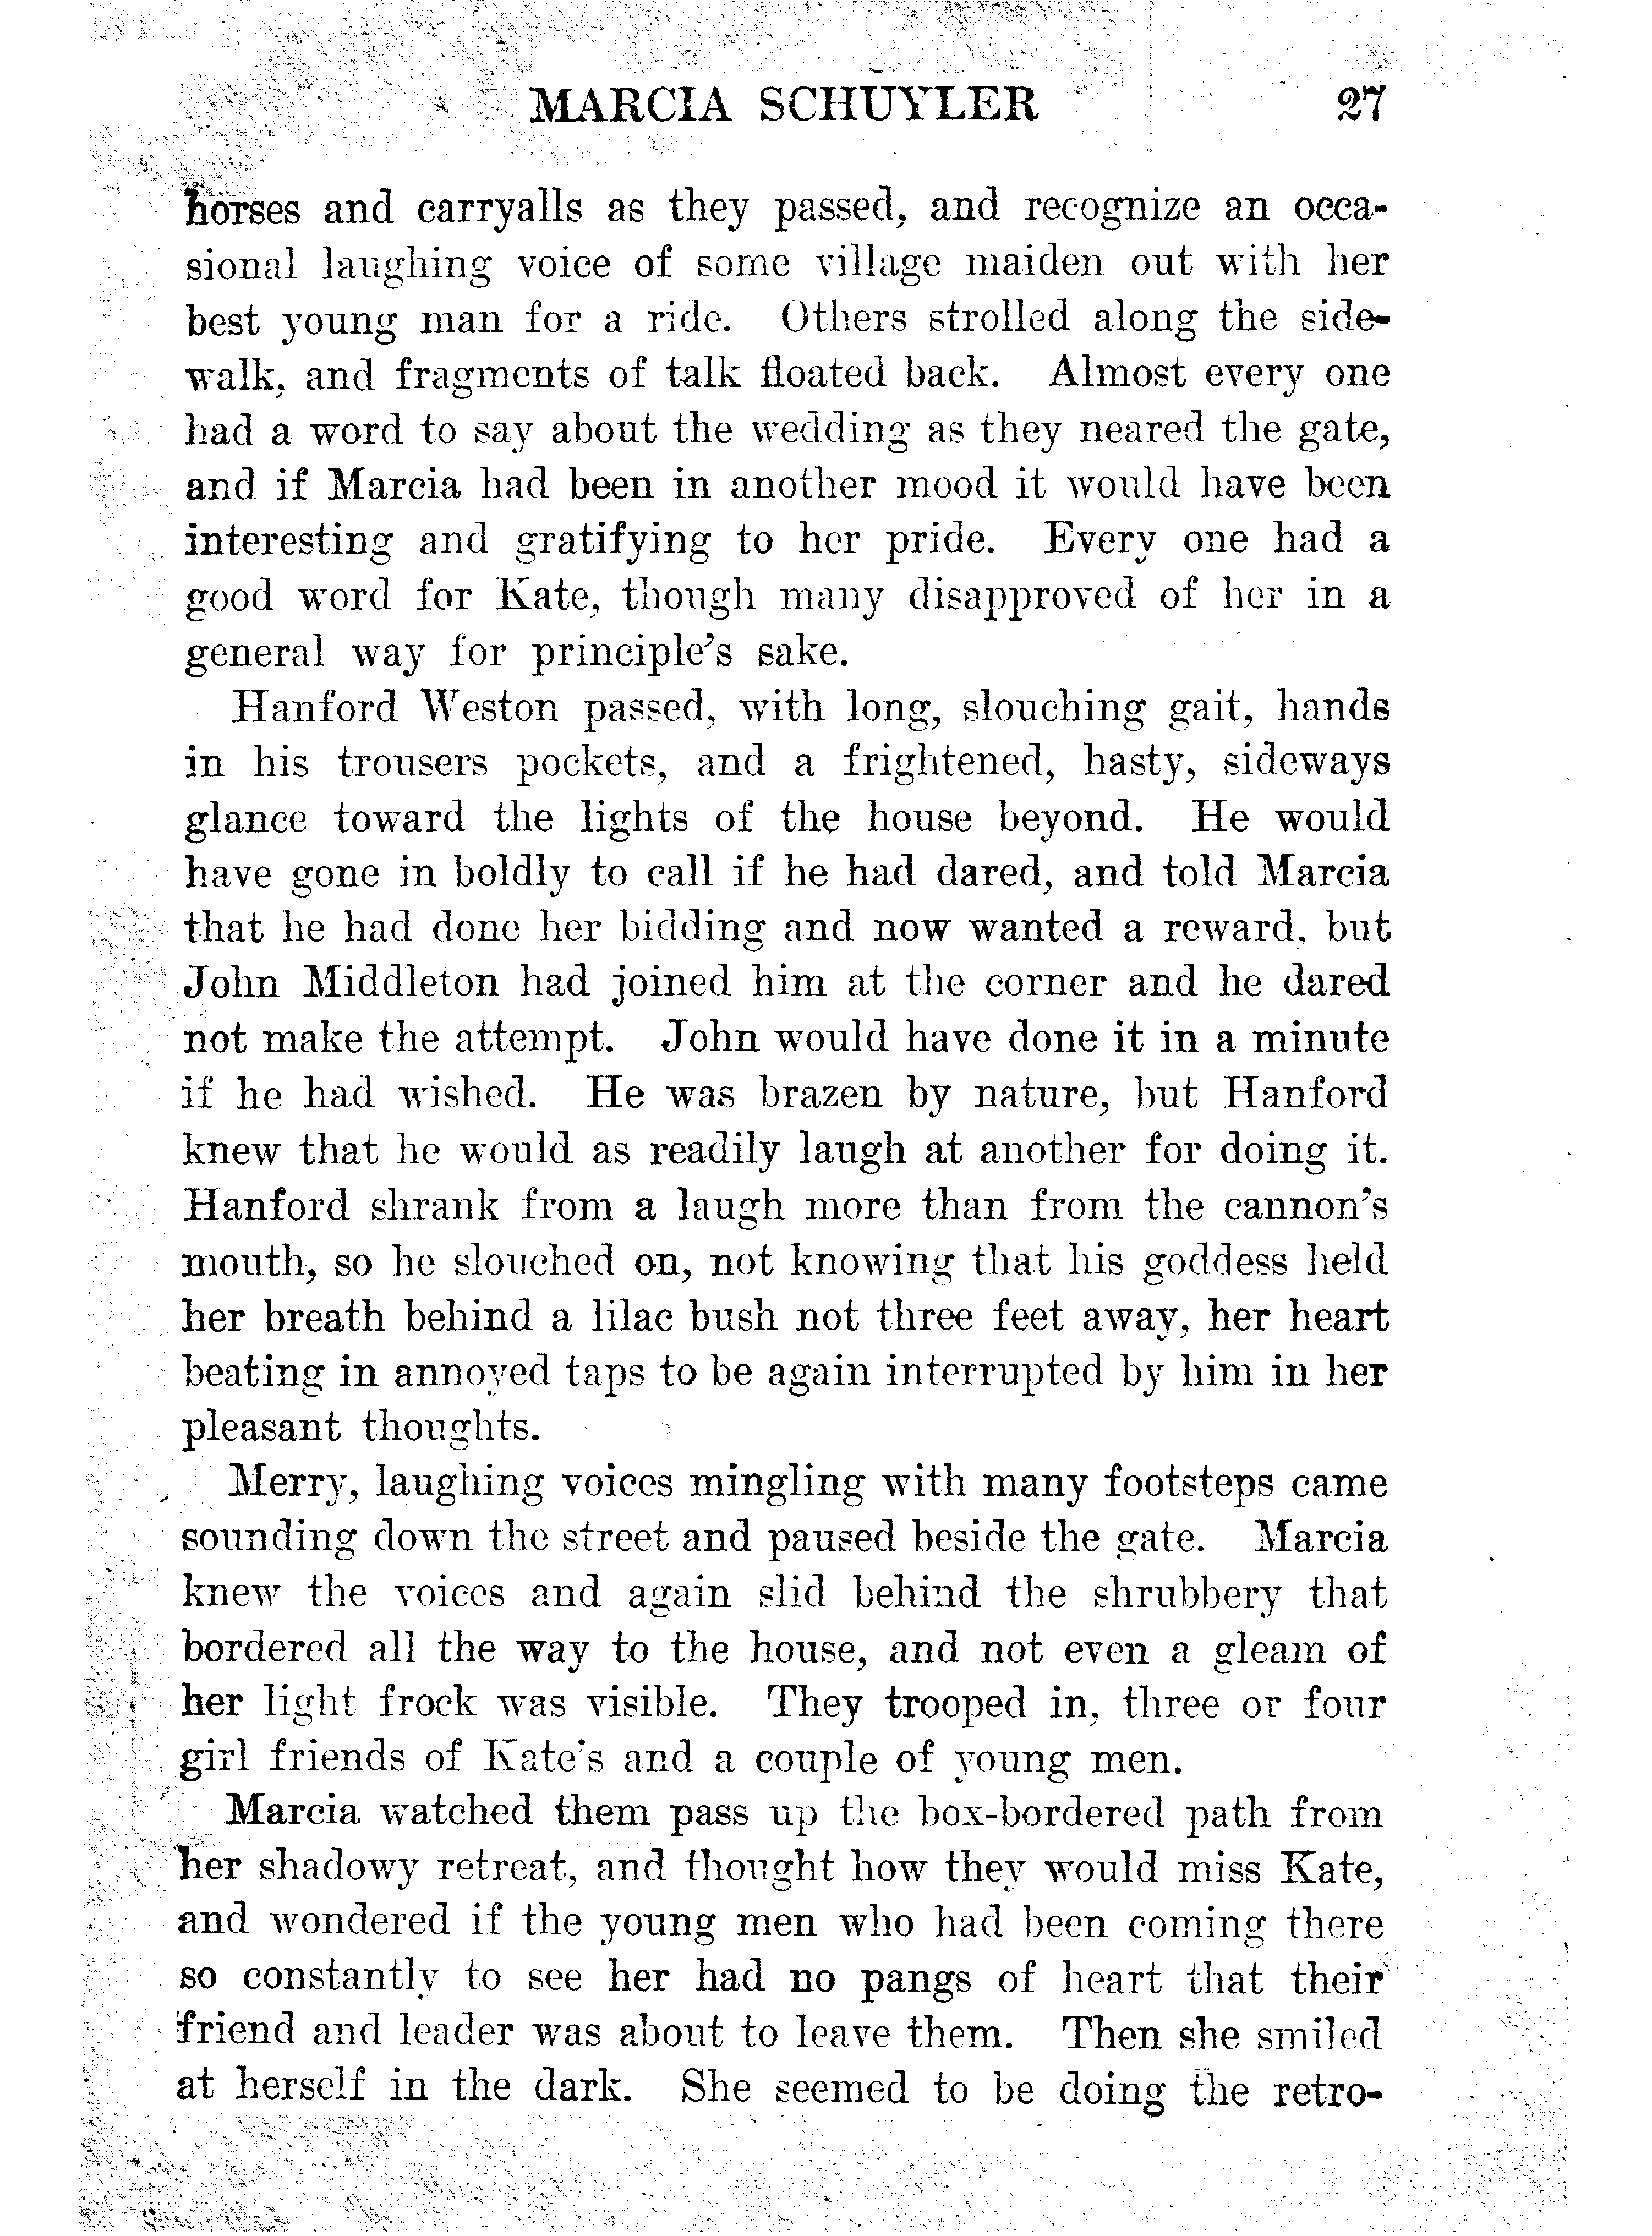 MARCIA SCHUYLER 27
horses and carryalls as they passed, and recognize an occa-
sional laughing voice of some village maiden out with her
best young man for a ride. Others strolled along the side-
walk, and fragments of talk floated back. Almost every one
had a word to say about the wedding as they neared the gate,
and if Marcia had been in another mood it would have been
interesting and gratifying to her pride. Every one had a
good word for Kate, though many disapproved of her in a
general way for principle's sake.
Hanford Weston passed, with long, slouching gait, hands
in his trousers pockets, and a frightened, hasty, sideways
glance toward the lights of the house beyond. He would
have gone in boldly to call if he had dared, and told Marcia
that he had done her bidding and now wanted a reward, but
John Middleton had joined him at the corner and he dared
not make the attempt. John would have done it in a minute
if he had wished. He was brazen by nature, but Hanford
knew that he would as readily laugh at another for doing it.
Hanford shrank from a laugh more than from the cannon's
mouth, so he slouched on, not knowing that his goddess held
her breath behind a lilac bush not three feet away, her heart
beating in annoyed taps to be again interrupted by him in her
pleasant thoughts.
Merry, laughing voices mingling with many footsteps came
sounding down the street and paused beside the gate. Marcia
knew the voices and again slid behind the shrubbery that
bordered all the way to the house, and not even a gleam of
her light frock was visible. They trooped in, three or four
girl friends of Kate's and a couple of young men.
Marcia watched them pass up the box-bordered path from
her shadowy retreat, and thought how they would miss Kate,
and wondered if the young men who had been coming there
so constantly to see her had no pangs of heart that their
friend and leader was about to leave them. Then she smiled
at herself in the dark. She seemed to be doing the retro-